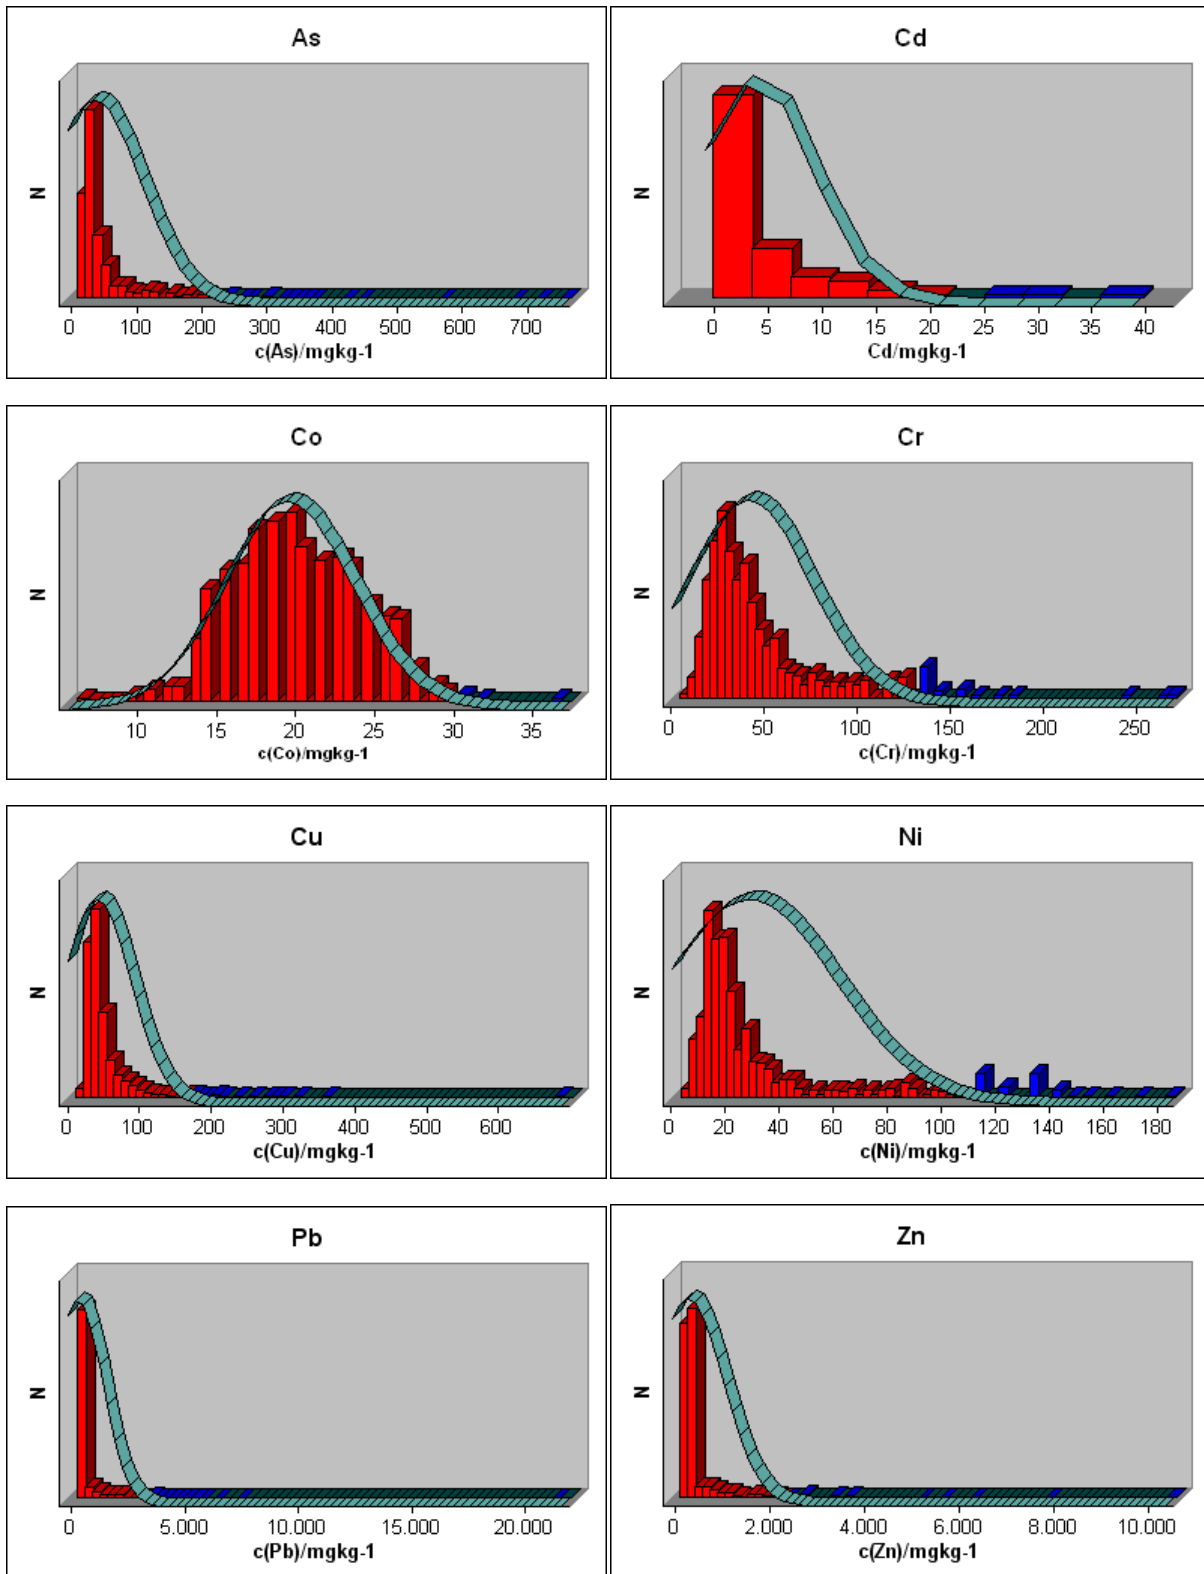 As
N
0 100 200 300 400 500 600 700
c(As)/mgkg-1
Cd
N
0 5 10 15 20 25 30 35 40
Cd/mgkg-1
Co
N
10 15 20 25 30 35
c(Co)/mgkg-1
Cr
N
0 50 100 150 200 250
c(Cr)/mgkg-1
Cu
N
0 100 200 300 400 500 600
c(Cu)/mgkg-1
Ni
N
0 20 40 60 80 100 120 140 160 180
c(Ni)/mgkg-1
Pb
N
0 5.000 10.000 15.000 20.000
c(Pb)/mgkg-1
Zn
N
0 2.000 4.000 6.000 8.000 10.000
c(Zn)/mgkg-1